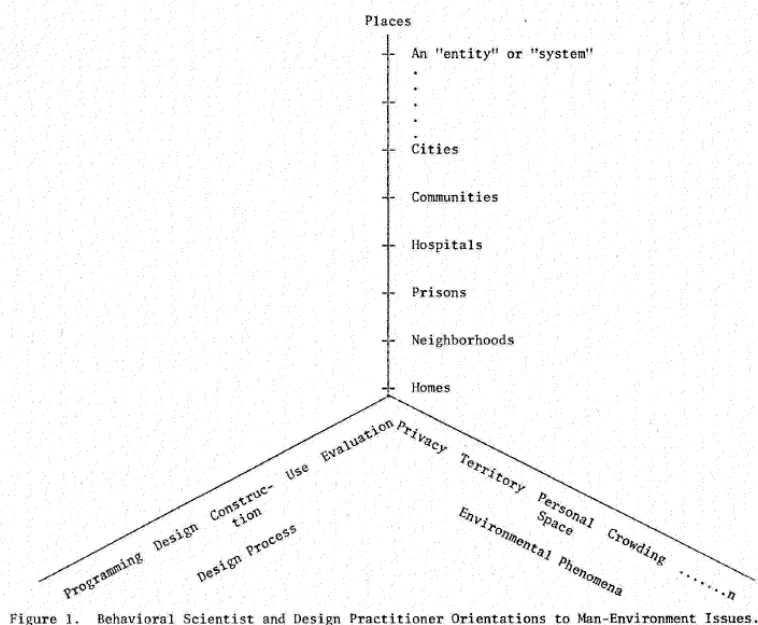 Places
An "entity" or "system"
Cities
Communities
Hospitals
Prisons
Neighborhoods
Homes
Programming Design Construc-
tion
Use Evaluation
Design Process
Privacy Territory Personal
Space
Crowding .......n
Environmental Phenomena
Figure 1. Behavioral Scientist and Design Practitioner Orientations to Man-Environment Issues.